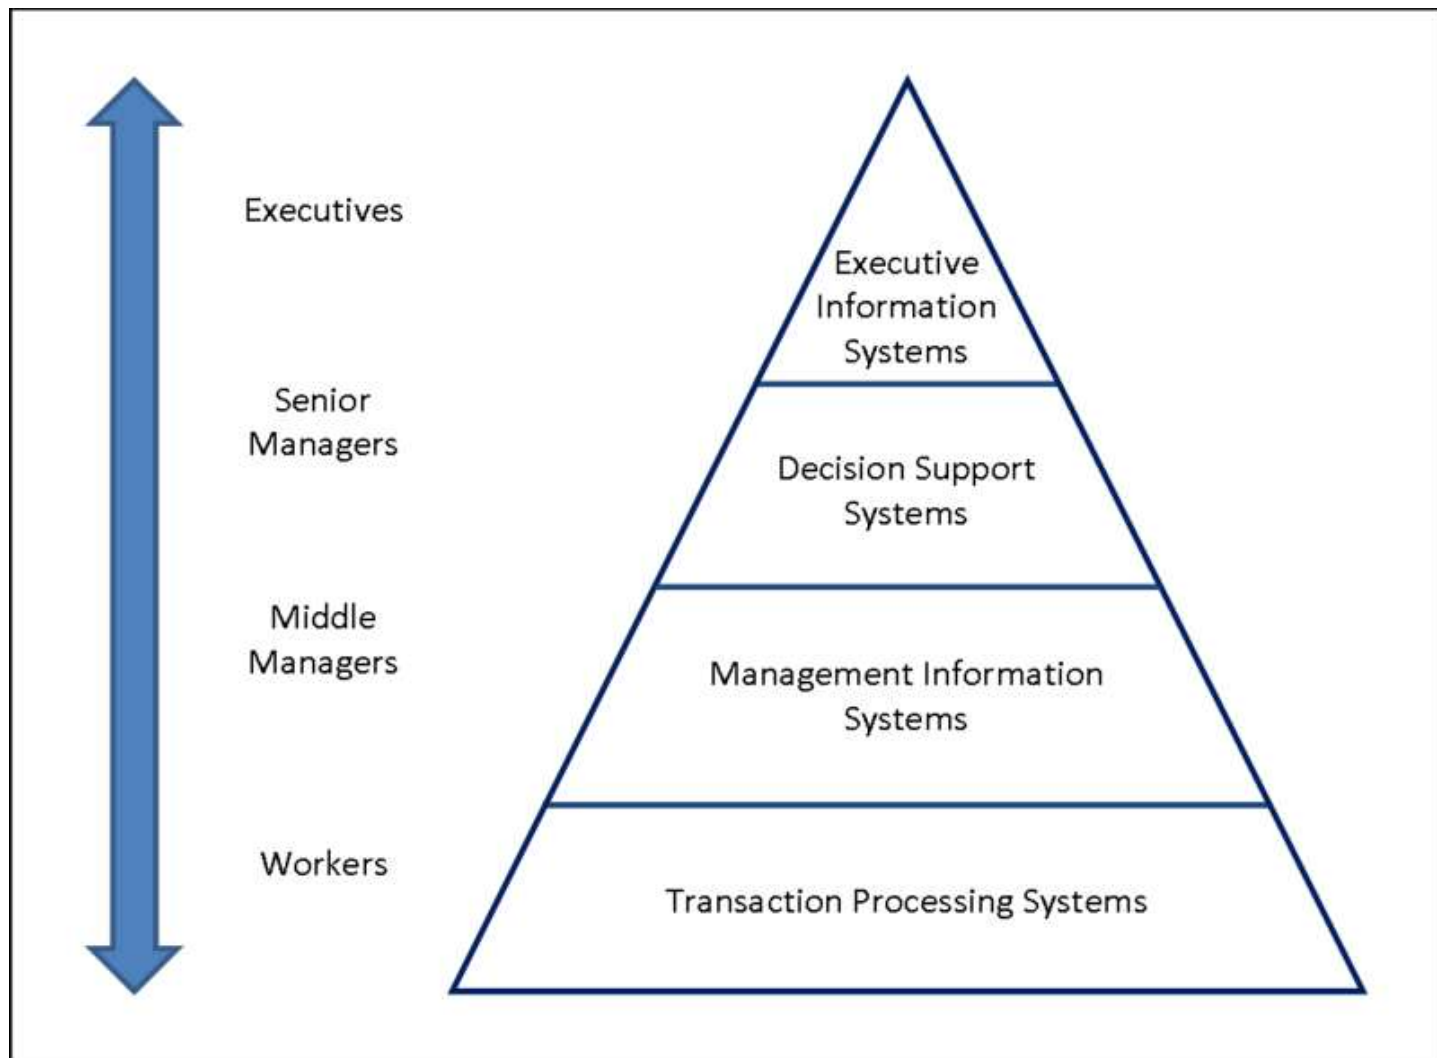 Executives
Senior
Managers
Middle
Managers
Workers
Executive
Information
Systems
Decision Support
Systems
Management Information
Systems
Transaction Processing Systems